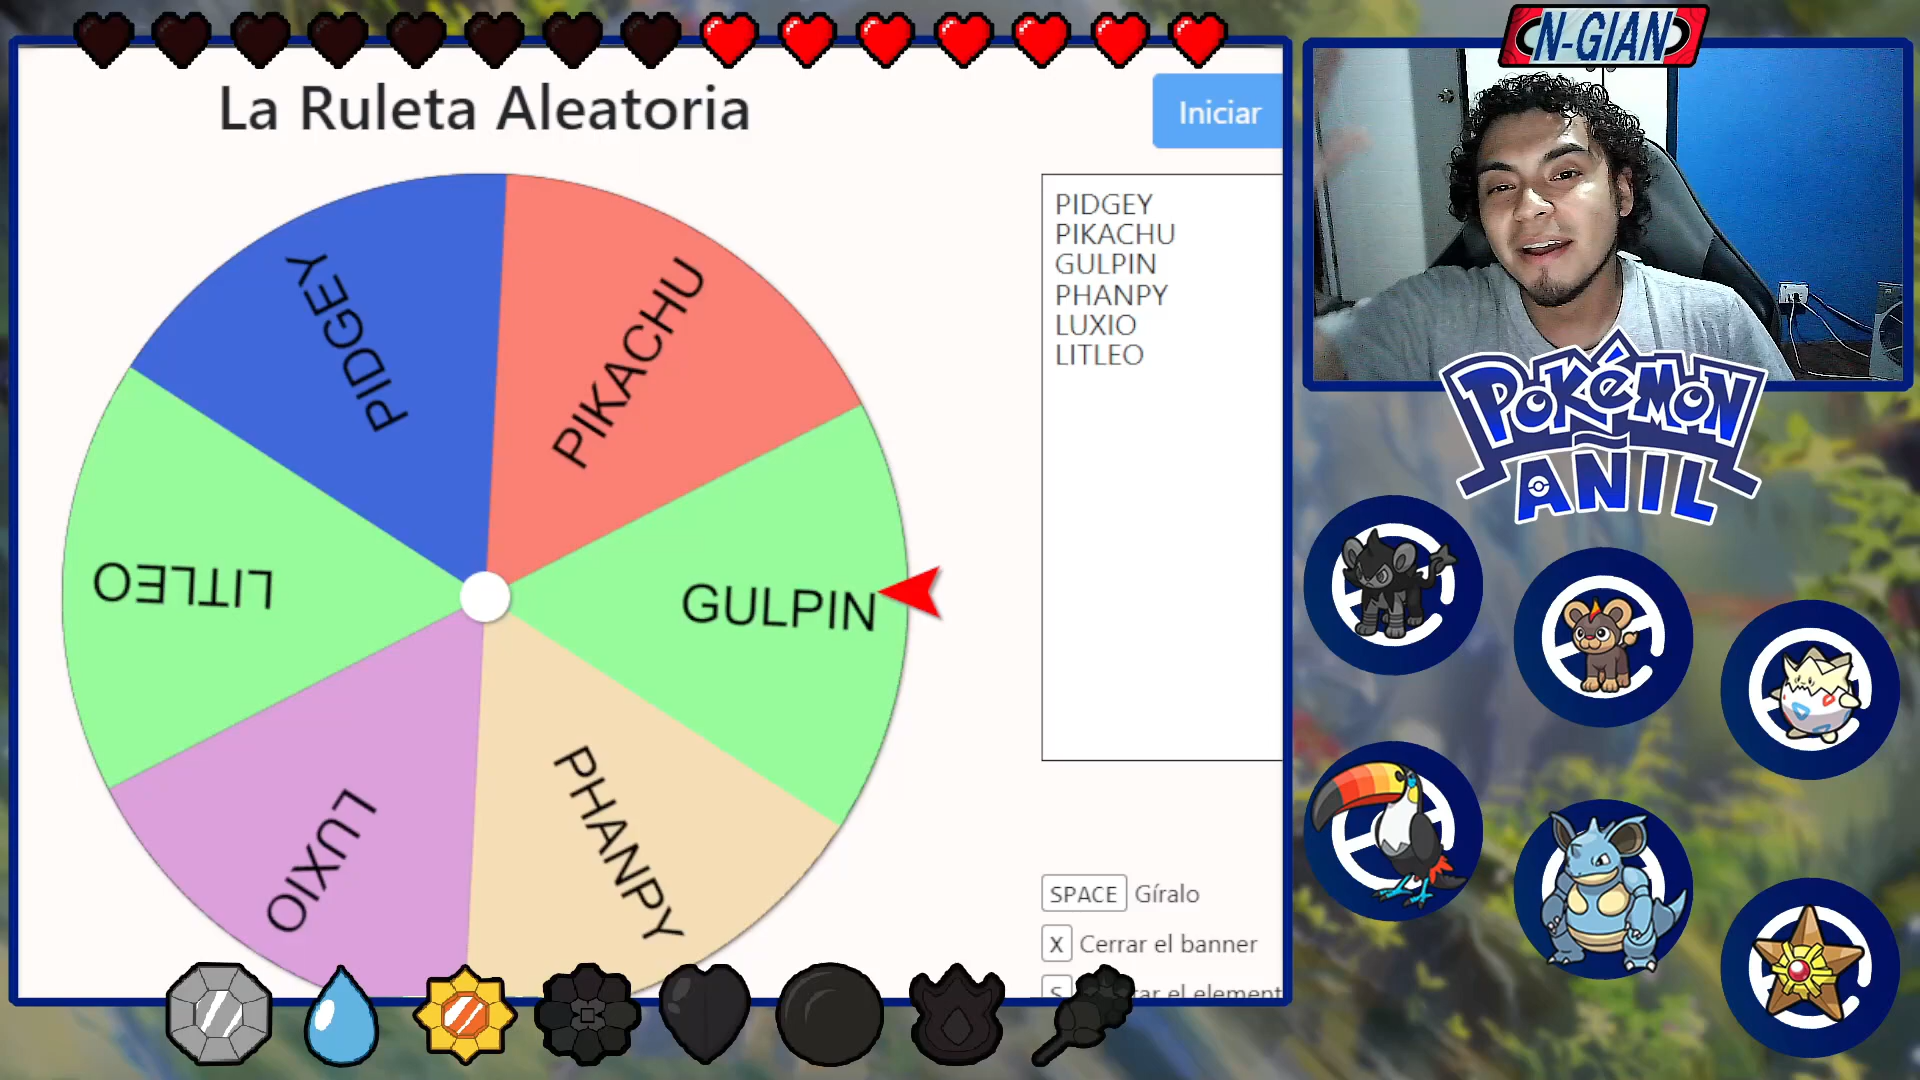 N-GIAN
La Ruleta Aleatoria
Iniciar
PIDGEY
PIKACHU
GULPIN
PHANPY
LUXIO
LITLEO
PIDGEY
PIKACHU
GULPIN
PHANPY
LUXIO
LITLEO
POKéMON
AÑIL
SPACE Gíralo
X Cerrar el banner
S